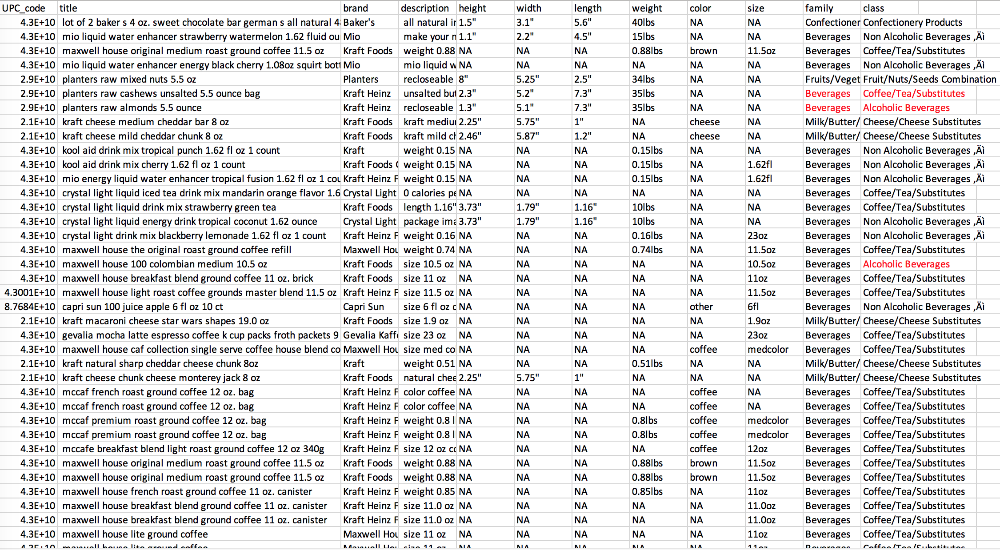 UPC_code title brand description height width length weight color size family class
4.3E+10 lot of 2 baker s 4 oz. sweet chocolate bar german s all natural 4 Baker's all natural in 1.5" 3.1" 5.6" 40lbs NA NA Confectioner Confectionery Products
4.3E+10 mio liquid water enhancer strawberry watermelon 1.62 fluid ou Mio make your 1.1" 2.2" 4.5" 15lbs NA NA Beverages Non Alcoholic Beverages ‚Äì
4.3E+10 maxwell house original medium roast ground coffee 11.5 oz Kraft Foods weight 0.88 NA NA NA 0.88lbs brown 11.5oz Beverages Coffee/Tea/Substitutes
4.3E+10 mio liquid water enhancer energy black cherry 1.08oz squirt bott Mio mio liquid w NA NA NA NA NA NA Beverages Non Alcoholic Beverages ‚Äì
2.9E+10 planters raw mixed nuts 5.5 oz Planters recloseable 8" 5.25" 2.5" 34lbs NA NA Fruits/Veget Fruit/Nuts/Seeds Combination
2.9E+10 planters raw cashews unsalted 5.5 ounce bag Kraft Heinz unsalted but 2.3" 5.2" 7.3" 35lbs NA NA Beverages Coffee/Tea/Substitutes
2.9E+10 planters raw almonds 5.5 ounce Kraft Heinz recloseable 1.3" 5.1" 7.3" 35lbs NA NA Beverages Alcoholic Beverages
2.1E+10 kraft cheese medium cheddar bar 8 oz Kraft Foods kraft mediu 2.25" 5.75" 1" NA cheese NA Milk/Butter/ Cheese/Cheese Substitutes
2.1E+10 kraft cheese mild cheddar chunk 8 oz Kraft Foods kraft mild ch 2.46" 5.87" 1.2" NA cheese NA Milk/Butter/ Cheese/Cheese Substitutes
4.3E+10 kool aid drink mix tropical punch 1.62 fl oz 1 count Kraft weight 0.15 NA NA NA 0.15lbs NA NA Beverages Non Alcoholic Beverages ‚Äì
4.3E+10 kool aid drink mix cherry 1.62 fl oz 1 count Kraft Foods weight 0.15 NA NA NA 0.15lbs NA 1.62fl Beverages Non Alcoholic Beverages ‚Äì
4.3E+10 mio energy liquid water enhancer tropical fusion 1.62 fl oz 1 cou Kraft Heinz F weight 0.15 NA NA NA 0.15lbs NA 1.62fl Beverages Non Alcoholic Beverages ‚Äì
4.3E+10 crystal light liquid iced tea drink mix mandarin orange flavor 1.6 Crystal Light 0 calories pe NA NA NA NA NA NA Beverages Coffee/Tea/Substitutes
4.3E+10 crystal light liquid drink mix strawberry green tea Kraft Foods length 1.16" 3.73" 1.79" 1.16" 10lbs NA NA Beverages Coffee/Tea/Substitutes
4.3E+10 crystal light liquid energy drink tropical coconut 1.62 ounce Crystal Light package ima 3.73" 1.79" 1.16" 10lbs NA NA Beverages Non Alcoholic Beverages ‚Äì
4.3E+10 crystal light drink mix blackberry lemonade 1.62 fl oz 1 count Kraft Heinz F weight 0.16 NA NA NA 0.16lbs NA 23oz Beverages Non Alcoholic Beverages ‚Äì
4.3E+10 maxwell house the original roast ground coffee refill Maxwell Hou weight 0.74 NA NA NA 0.74lbs NA 11.5oz Beverages Coffee/Tea/Substitutes
4.3E+10 maxwell house 100 colombian medium 10.5 oz Kraft Foods size 10.5 oz NA NA NA NA NA 10.5oz Beverages Alcoholic Beverages
4.3E+10 maxwell house breakfast blend ground coffee 11 oz. brick Kraft Foods size 11 oz NA NA NA NA NA 11oz Beverages Coffee/Tea/Substitutes
4.3001E+10 maxwell house light roast coffee grounds master blend 11.5 oz Kraft Heinz F size 11.5 oz NA NA NA NA NA 11.5oz Beverages Coffee/Tea/Substitutes
8.7684E+10 capri sun 100 juice apple 6 fl oz 10 ct Capri Sun size 6 fl oz c NA NA NA NA other 6fl Beverages Non Alcoholic Beverages ‚Äì
2.1E+10 kraft macaroni cheese star wars shapes 19.0 oz Kraft Foods size 1.9 oz NA NA NA NA NA 1.9oz Milk/Butter/ Cheese/Cheese Substitutes
4.3E+10 gevalia mocha latte espresso coffee k cup packs froth packets 9 Gevalia Kaffe size 23 oz NA NA NA NA NA 23oz Beverages Coffee/Tea/Substitutes
4.3E+10 maxwell house caf collection single serve coffee house blend co Maxwell Hou size med co NA NA NA NA coffee medcolor Beverages Coffee/Tea/Substitutes
2.1E+10 kraft natural sharp cheddar cheese chunk 8oz Kraft weight 0.51 NA NA NA 0.51lbs NA NA Milk/Butter/ Cheese/Cheese Substitutes
2.1E+10 kraft cheese chunk cheese monterey jack 8 oz Kraft Foods natural chee 2.25" 5.75" 1" NA NA NA Milk/Butter/ Cheese/Cheese Substitutes
4.3E+10 mccaf french roast ground coffee 12 oz. bag Kraft Heinz F color coffee NA NA NA NA coffee NA Beverages Coffee/Tea/Substitutes
4.3E+10 mccaf french roast ground coffee 12 oz. bag Kraft Heinz F color coffee NA NA NA NA coffee NA Beverages Coffee/Tea/Substitutes
4.3E+10 mccaf premium roast ground coffee 12 oz. bag Kraft Heinz F weight 0.8 l NA NA NA 0.8lbs coffee medcolor Beverages Coffee/Tea/Substitutes
4.3E+10 mccaf premium roast ground coffee 12 oz. bag Kraft Heinz F weight 0.8 l NA NA NA 0.8lbs coffee medcolor Beverages Coffee/Tea/Substitutes
4.3E+10 mccafe breakfast blend light roast ground coffee 12 oz 340g Kraft Heinz F size 12 oz co NA NA NA NA coffee 12oz Beverages Coffee/Tea/Substitutes
4.3E+10 maxwell house original medium roast ground coffee 11.5 oz Kraft Foods weight 0.88 NA NA NA 0.88lbs brown 11.5oz Beverages Coffee/Tea/Substitutes
4.3E+10 maxwell house original medium roast ground coffee 11.5 oz Kraft Foods weight 0.88 NA NA NA 0.88lbs brown 11.5oz Beverages Coffee/Tea/Substitutes
4.3E+10 maxwell house french roast ground coffee 11 oz. canister Kraft Heinz F weight 0.85 NA NA NA 0.85lbs NA 11oz Beverages Coffee/Tea/Substitutes
4.3E+10 maxwell house breakfast blend ground coffee 11 oz. canister Kraft Heinz F size 11.0 oz NA NA NA NA NA 11.0oz Beverages Coffee/Tea/Substitutes
4.3E+10 maxwell house breakfast blend ground coffee 11 oz. canister Kraft Heinz F size 11.0 oz NA NA NA NA NA 11.0oz Beverages Coffee/Tea/Substitutes
4.3E+10 maxwell house lite ground coffee Maxwell Hou size 11 oz NA NA NA NA NA 11oz Beverages Coffee/Tea/Substitutes
4.3E+10 maxwell house lite ground coffee Maxwell Hou size 11 oz NA NA NA NA NA 11oz Beverages Coffee/Tea/Substitutes